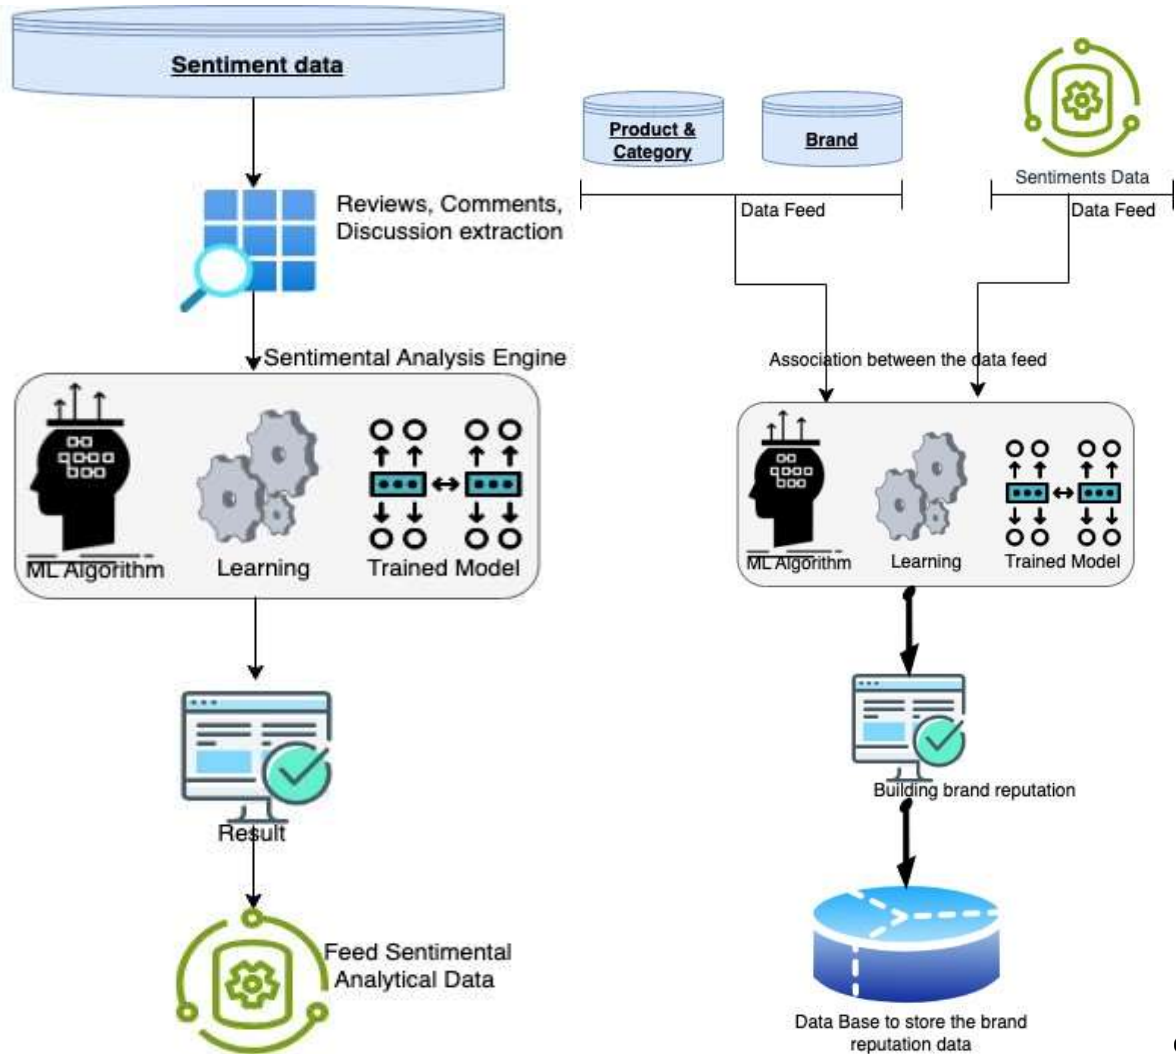 Sentiment data
Reviews, Comments,
Discussion extraction
Sentimental Analysis Engine
ML Algorithm
Learning
Trained Model
Result
Feed Sentimental
Analytical Data
Product &
Category
Brand
Data Feed
Sentiments Data
Data Feed
Association between the data feed
ML Algorithm
Learning
Trained Model
Building brand reputation
Data Base to store the brand
reputation data